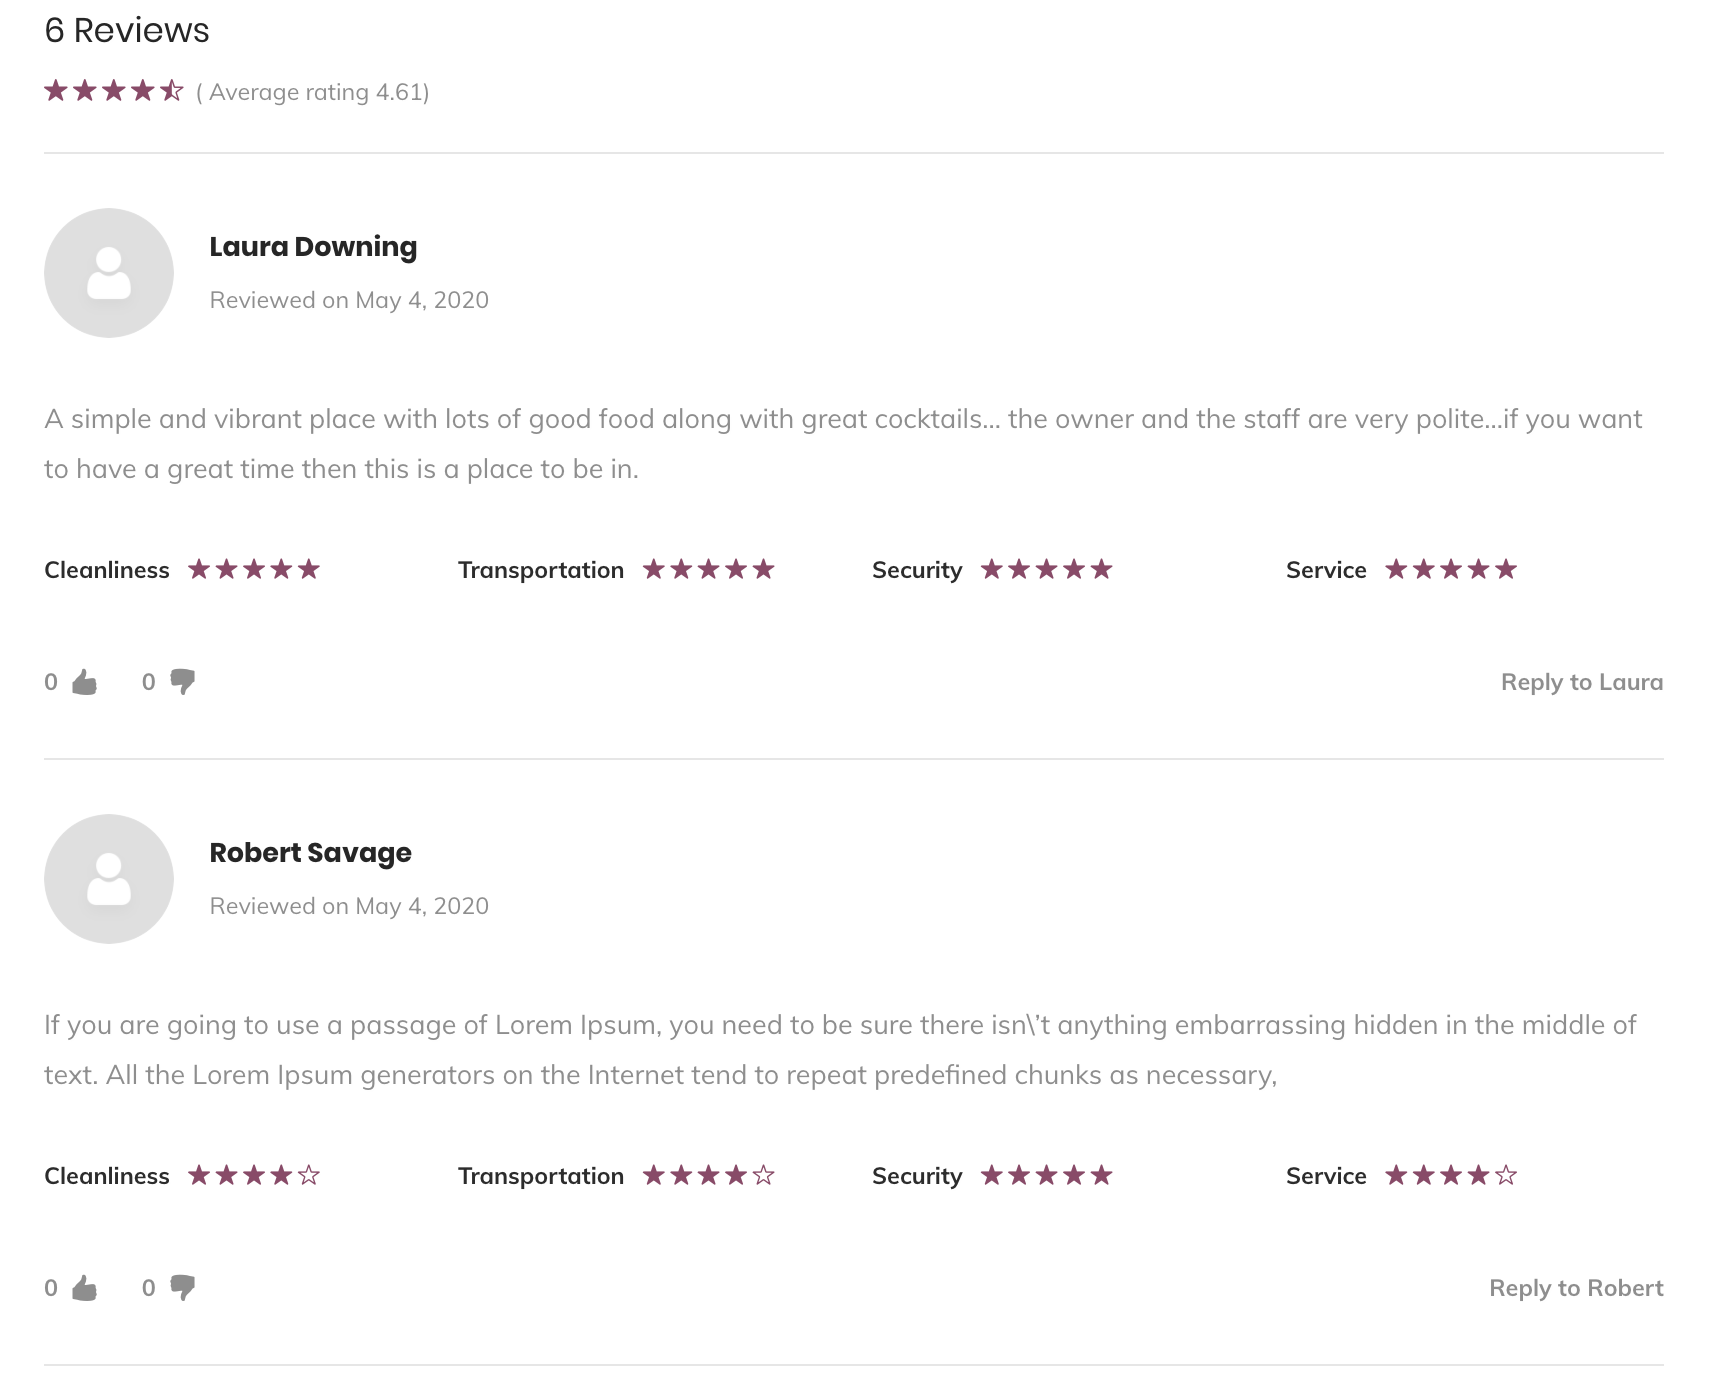 6 Reviews
( Average rating 4.61)
Laura Downing
Reviewed on May 4, 2020
A simple and vibrant place with lots of good food along with great cocktails... the owner and the staff are very polite...if you want
to have a great time then this is a place to be in.
Cleanliness Transportation Security Service
0 0 Reply to Laura
Robert Savage
Reviewed on May 4, 2020
If you are going to use a passage of Lorem Ipsum, you need to be sure there isn\'t anything embarrassing hidden in the middle of
text. All the Lorem Ipsum generators on the Internet tend to repeat predefined chunks as necessary,
Cleanliness Transportation Security Service
0 0 Reply to Robert